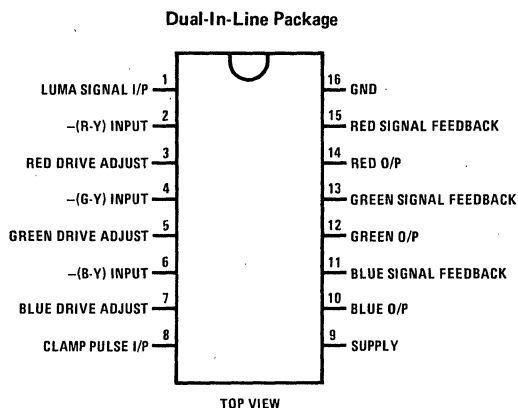 Dual-In-Line Package
LUMA SIGNAL I/P 1
–(R-Y) INPUT 2
RED DRIVE ADJUST 3
–(G-Y) INPUT 4
GREEN DRIVE ADJUST 5
–(B-Y) INPUT 6
BLUE DRIVE ADJUST 7
CLAMP PULSE I/P 8
16 GND
15 RED SIGNAL FEEDBACK
14 RED O/P
13 GREEN SIGNAL FEEDBACK
12 GREEN O/P
11 BLUE SIGNAL FEEDBACK
10 BLUE O/P
9 SUPPLY
TOP VIEW